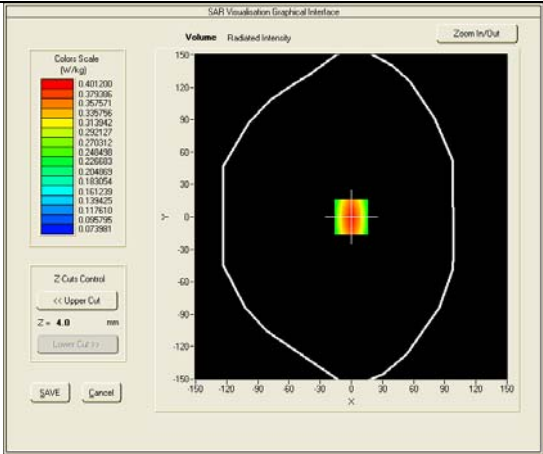 SAR Visualisation Graphical Interface
Volume Radiated Intensity
Zoom In/Out
Colors Scale
(W/kg)
0.401200
0.379386
0.357571
0.335756
0.313942
0.292127
0.270312
0.248498
0.226683
0.204869
0.183054
0.161239
0.139425
0.117610
0.095795
0.073981
Z Cuts Control
<< Upper Cut
Z = 4.0 mm
Lower Cut >>
SAVE Cancel
150
120
90
60
30
0
-30
-60
-90
-120
-150
Y
-150 -120 -90 -60 -30 0 30 60 90 120 150
X